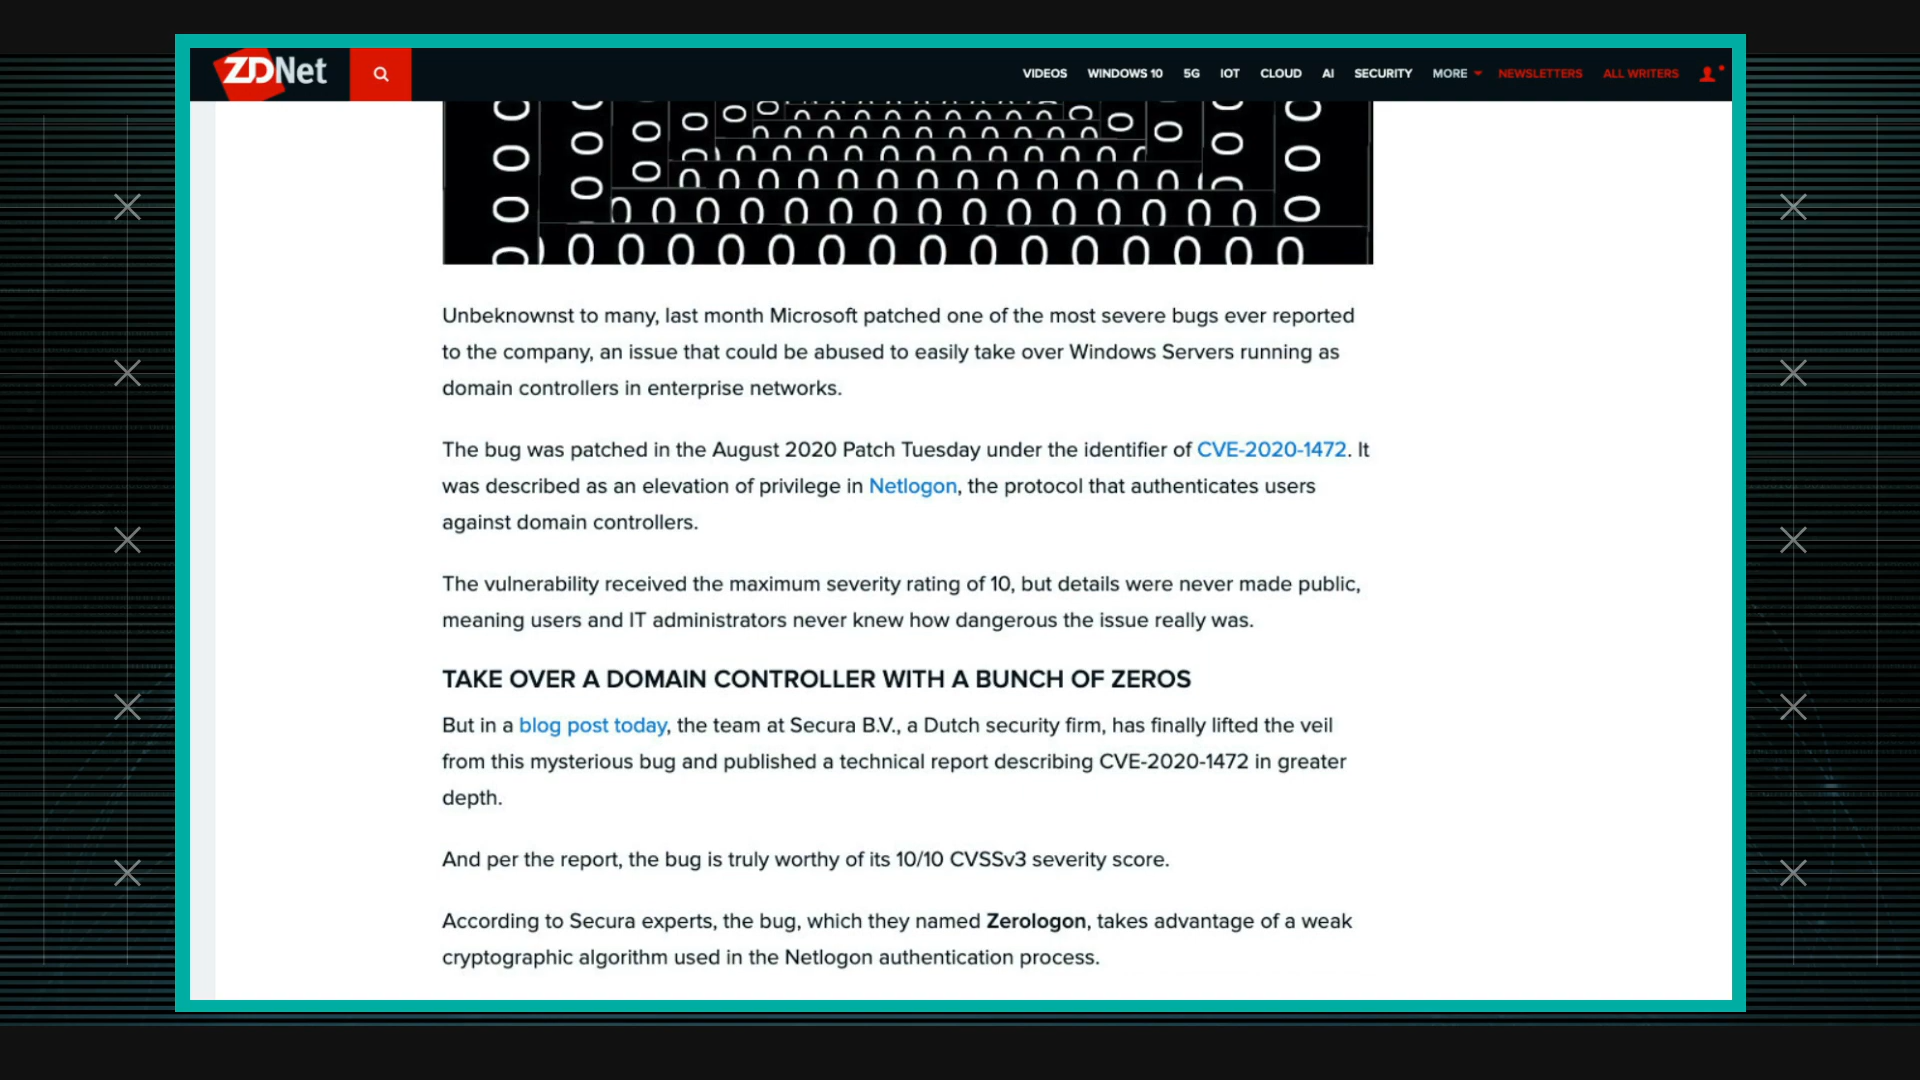 ZDNet
VIDEOS WINDOWS 10 5G IOT CLOUD AI SECURITY MORE NEWSLETTERS ALL WRITERS
Unbeknownst to many, last month Microsoft patched one of the most severe bugs ever reported
to the company, an issue that could be abused to easily take over Windows Servers running as
domain controllers in enterprise networks.
The bug was patched in the August 2020 Patch Tuesday under the identifier of CVE-2020-1472. It
was described as an elevation of privilege in Netlogon, the protocol that authenticates users
against domain controllers.
The vulnerability received the maximum severity rating of 10, but details were never made public,
meaning users and IT administrators never knew how dangerous the issue really was.
TAKE OVER A DOMAIN CONTROLLER WITH A BUNCH OF ZEROS
But in a blog post today, the team at Secura B.V., a Dutch security firm, has finally lifted the veil
from this mysterious bug and published a technical report describing CVE-2020-1472 in greater
depth.
And per the report, the bug is truly worthy of its 10/10 CVSSv3 severity score.
According to Secura experts, the bug, which they named Zerologon, takes advantage of a weak
cryptographic algorithm used in the Netlogon authentication process.